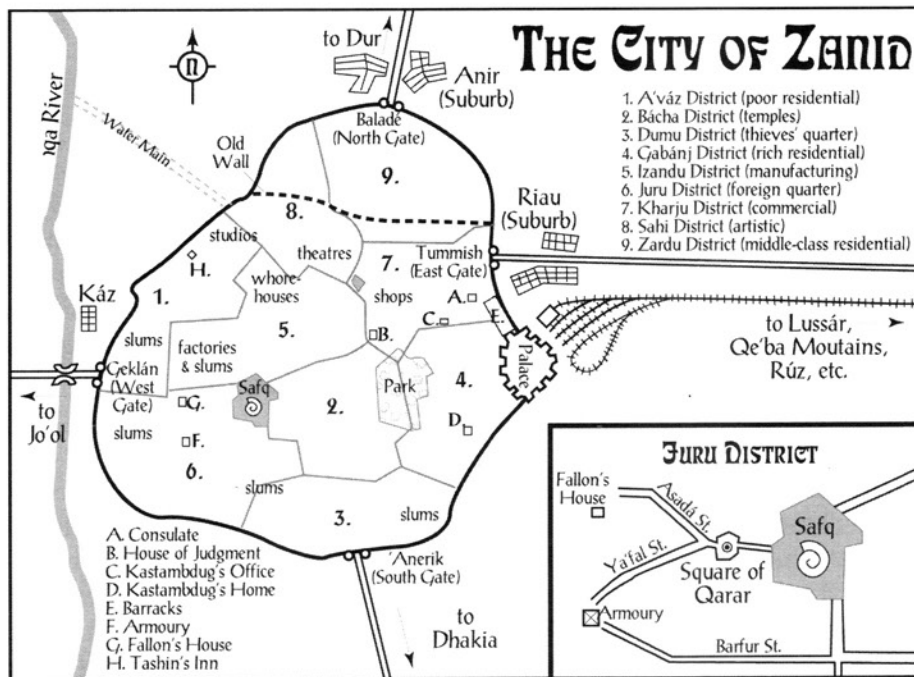 THE CITY OF ZANID
1. A'váz District (poor residential)
2. Bácha District (temples)
3. Dumu District (thieves' quarter)
4. Gabánj District (rich residential)
5. Izandu District (manufacturing)
6. Juru District (foreign quarter)
7. Kharju District (commercial)
8. Sahi District (artistic)
9. Zardu District (middle-class residential)
to Dur
Anir
(Suburb)
N
ıqa River
Water Main
Old
Wall
Baladé
(North Gate)
9.
8.
Riau
(Suburb)
studios
theatres
7.
Tummish
(East Gate)
H.
whore-
houses
shops
A.
Káz
1.
C.
E.
B.
5.
slums
factories
& slums
Palace
to Lussár,
Qe'ba Moutains,
Rúz, etc.
Geklán
(West
Gate)
Safq
Park
4.
G.
2.
to
Jo'ol
slums
F.
D.
6.
slums
3.
slums
A. Consulate
B. House of Judgment
C. Kastambdug's Office
D. Kastambdug's Home
E. Barracks
F. Armoury
G. Fallon's House
H. Tashin's Inn
'Anerik
(South Gate)
to
Dhakia
JURU DISTRICT
Fallon's
House
Asadá St.
Safq
Ya'fal St.
Square of
Qarar
Armoury
Barfur St.